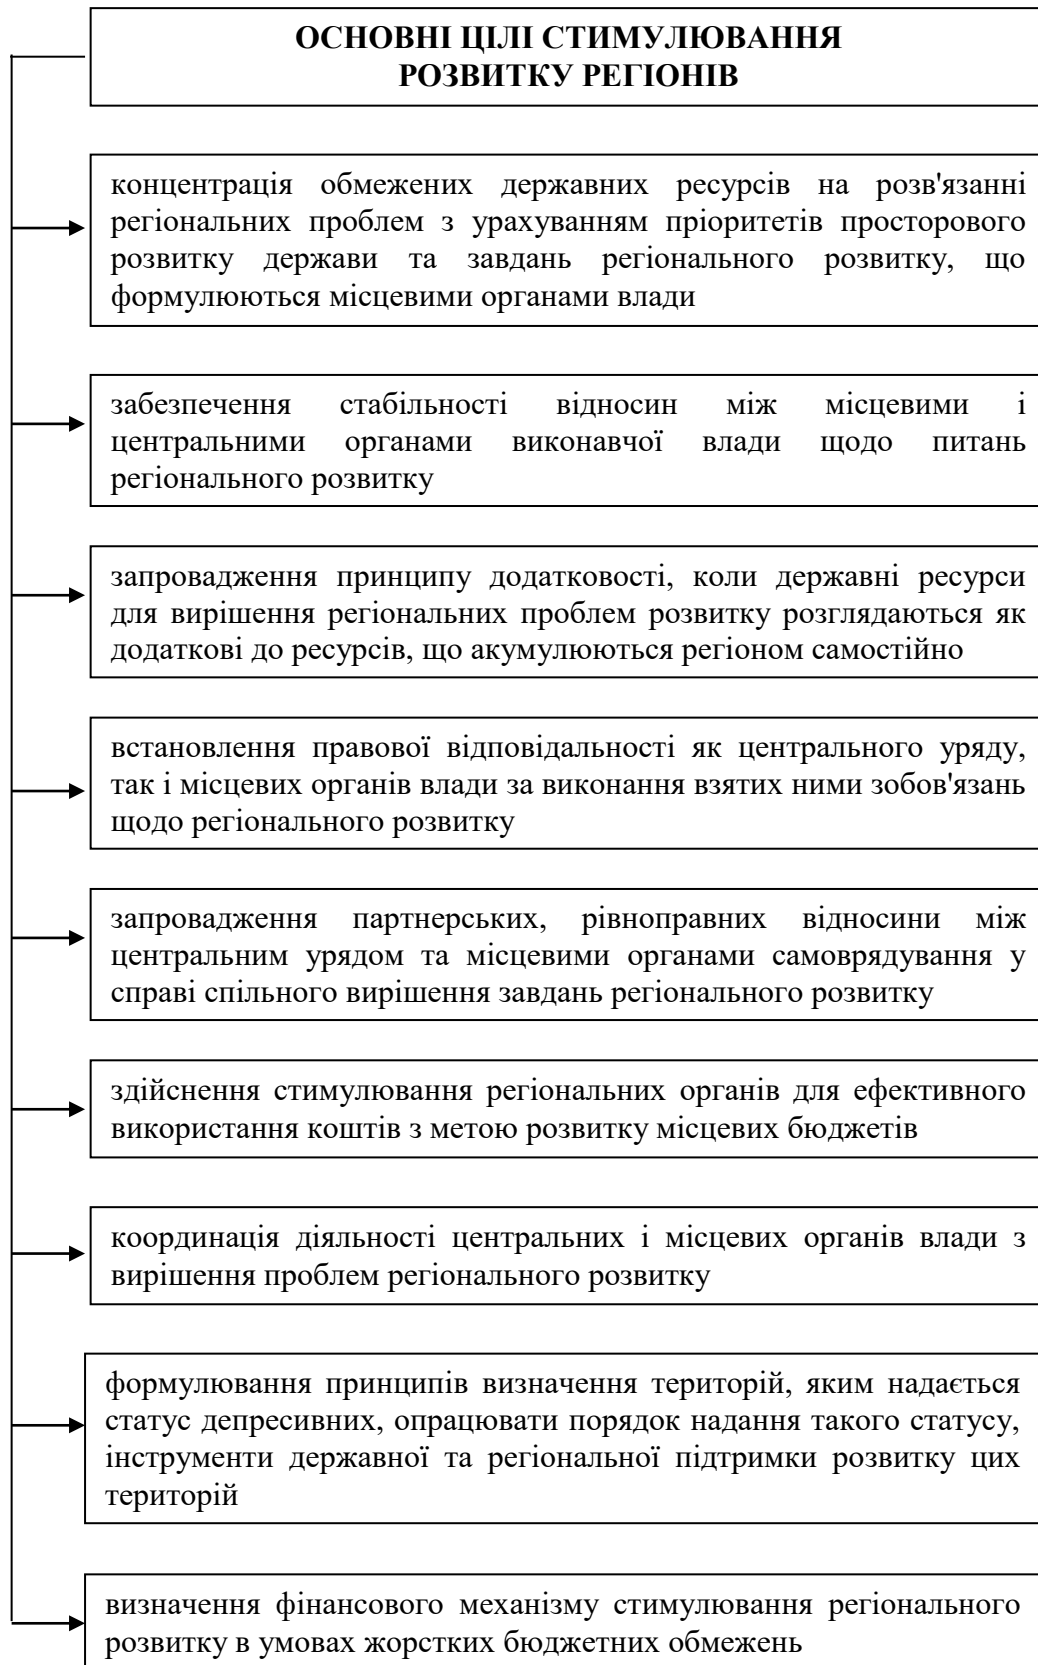 ОСНОВНІ ЦІЛІ СТИМУЛЮВАННЯ
РОЗВИТКУ РЕГІОНІВ
концентрація обмежених державних ресурсів на розв'язанні
регіональних проблем з урахуванням пріоритетів просторового
розвитку держави та завдань регіонального розвитку, що
формулюються місцевими органами влади
забезпечення стабільності відносин між місцевими і
центральними органами виконавчої влади щодо питань
регіонального розвитку
запровадження принципу додатковості, коли державні ресурси
для вирішення регіональних проблем розвитку розглядаються як
додаткові до ресурсів, що акумулюються регіоном самостійно
встановлення правової відповідальності як центрального уряду,
так і місцевих органів влади за виконання взятих ними зобов'язань
щодо регіонального розвитку
запровадження партнерських, рівноправних відносини між
центральним урядом та місцевими органами самоврядування у
справі спільного вирішення завдань регіонального розвитку
здійснення стимулювання регіональних органів для ефективного
використання коштів з метою розвитку місцевих бюджетів
координація діяльності центральних і місцевих органів влади з
вирішення проблем регіонального розвитку
формулювання принципів визначення територій, яким надається
статус депресивних, опрацювати порядок надання такого статусу,
інструменти державної та регіональної підтримки розвитку цих
територій
визначення фінансового механізму стимулювання регіонального
розвитку в умовах жорстких бюджетних обмежень